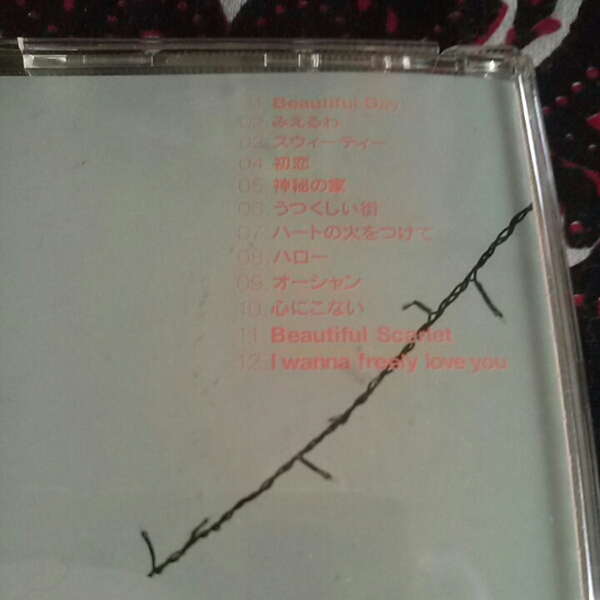 01. Beautiful Day
02. みえるわ
03. スウィーティー
04. 初恋
05. 神秘の家
06. うつくしい街
07. ハートの火をつけて
08. ハロー
09. オーシャン
10. 心にこない
11. Beautiful Scarlet
12. I wanna freely love you